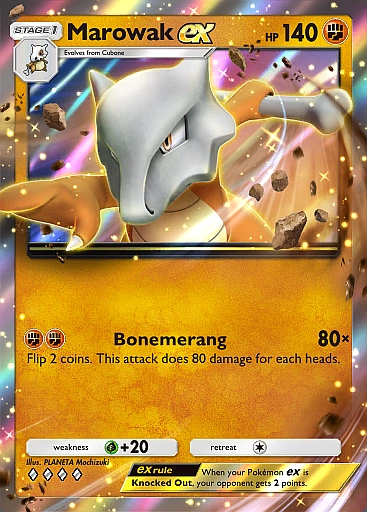 STAGE 1 Marowak ex HP 140
Evolves from Cubone
Bonemerang 80×
Flip 2 coins. This attack does 80 damage for each heads.
weakness +20 retreat
Illus. PLANETA Mochizuki
ex rule When your Pokémon ex is
Knocked Out, your opponent gets 2 points.